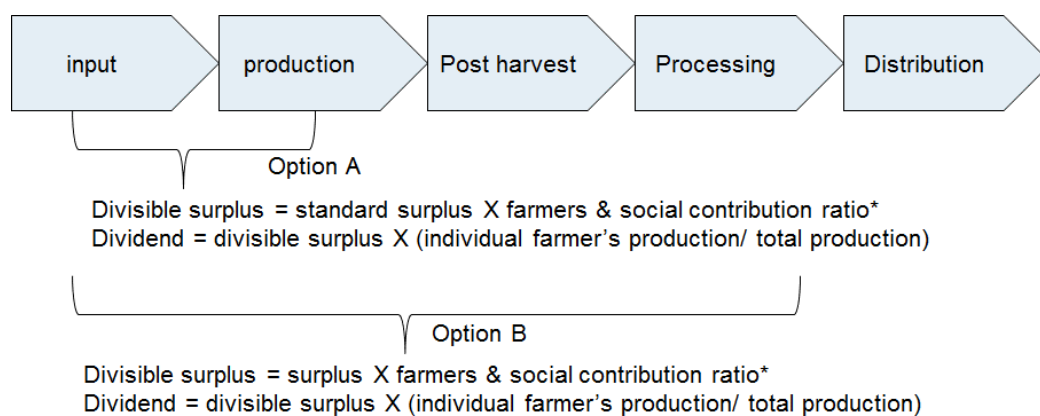 input
production
Post harvest
Processing
Distribution
Option A
Divisible surplus = standard surplus X farmers & social contribution ratio*
Dividend = divisible surplus X (individual farmer's production/ total production)
Option B
Divisible surplus = surplus X farmers & social contribution ratio*
Dividend = divisible surplus X (individual farmer's production/ total production)